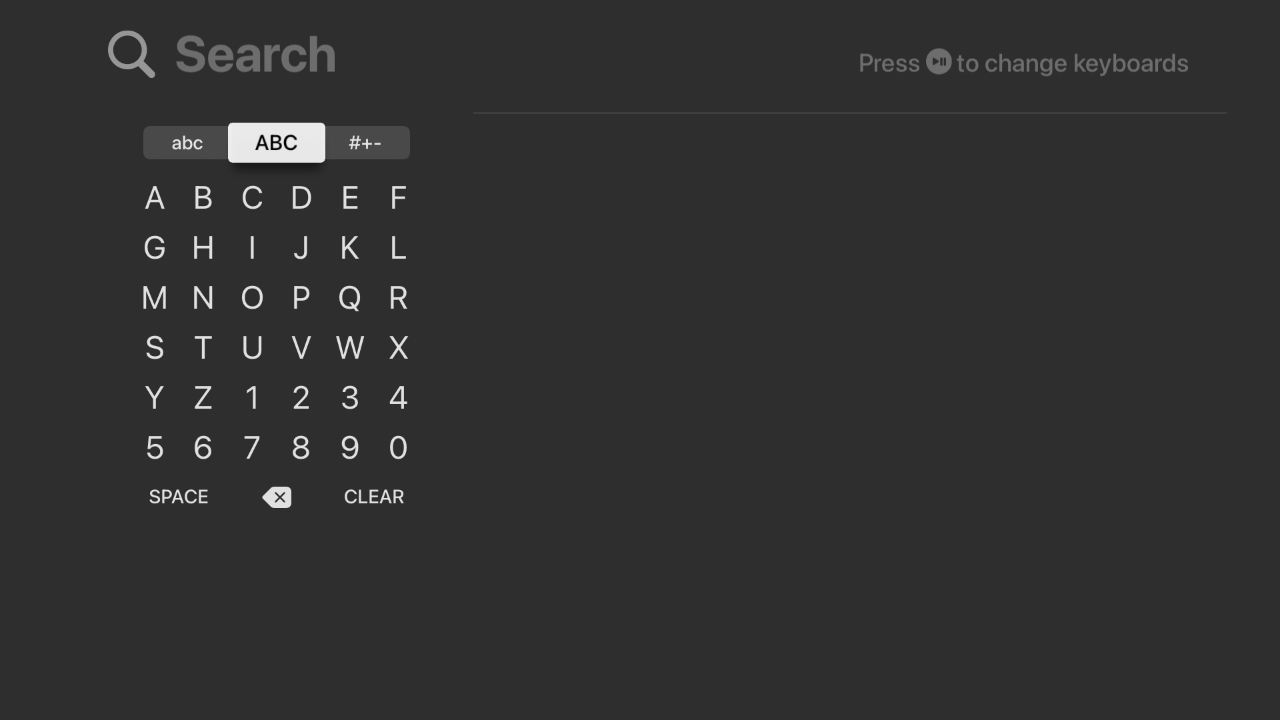 Search
Press to change keyboards
abc ABC #+-
A B C D E F
G H I J K L
M N O P Q R
S T U V W X
Y Z 1 2 3 4
5 6 7 8 9 0
SPACE CLEAR